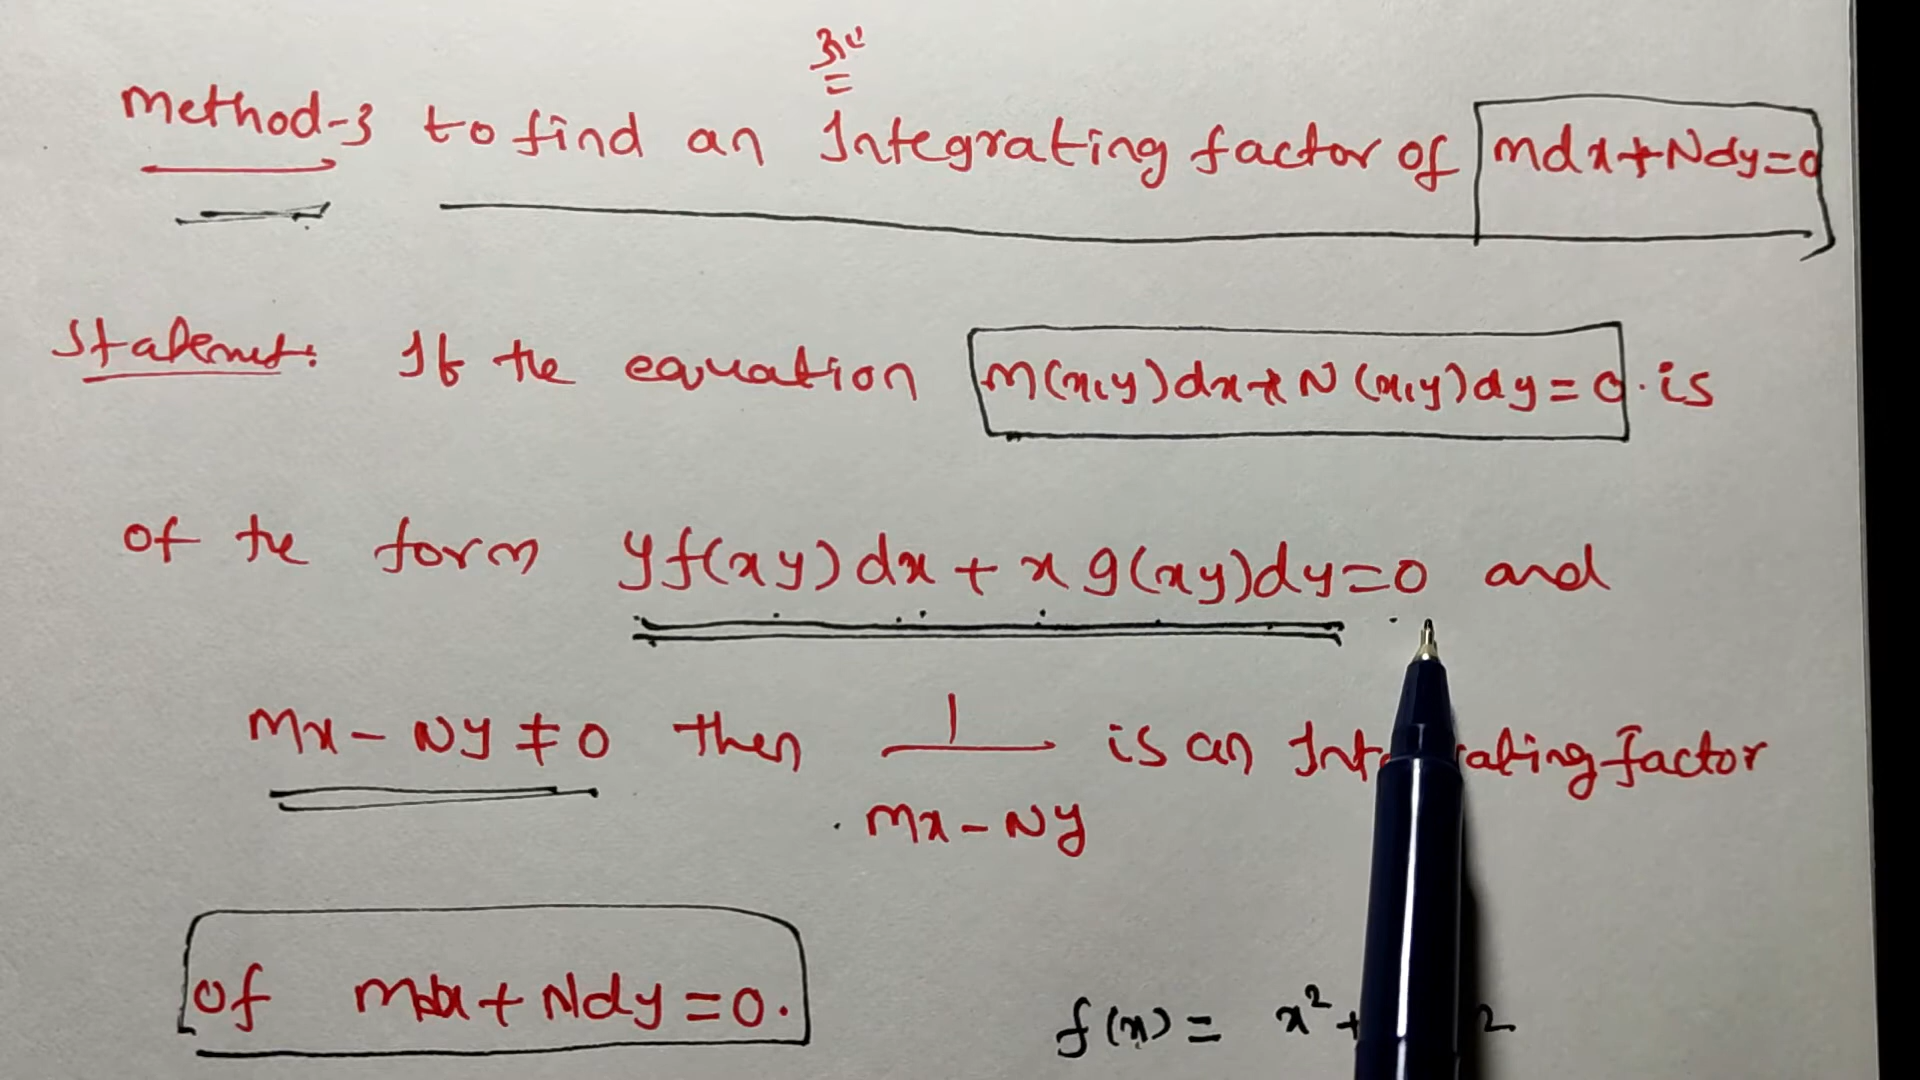 3rd
Method-3 to find an Integrating factor of Mdx+Ndy=0
Statement: If the equation M(x,y)dx+N(x,y)dy=0. is
of the form yf(xy)dx + x g(xy)dy=0 and
Mx-Ny≠0 then 1/Mx-Ny is an Integrating factor
of Mdx+Ndy=0.
f(x) = x²+ 2